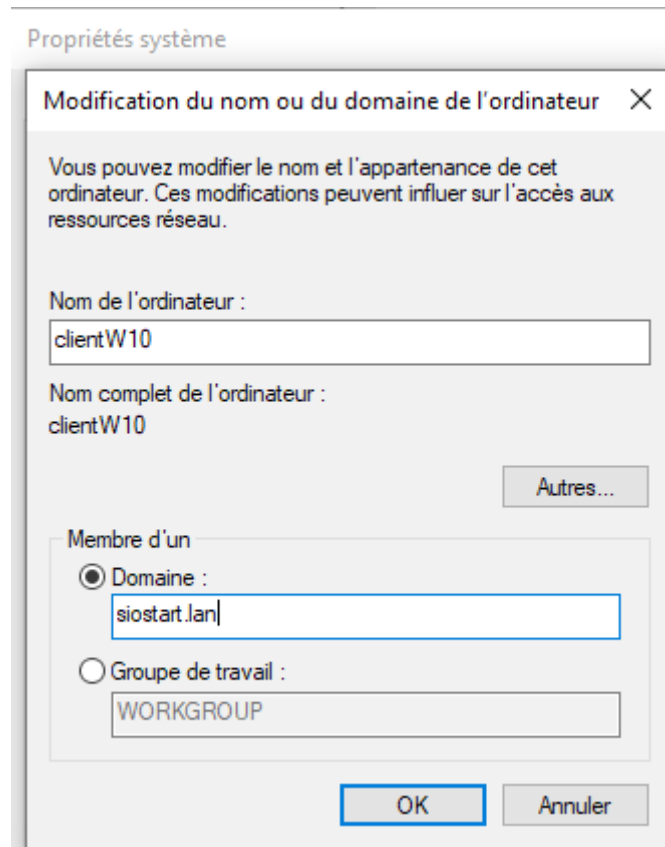 Propriétés système
Modification du nom ou du domaine de l'ordinateur
Vous pouvez modifier le nom et l'appartenance de cet
ordinateur. Ces modifications peuvent influer sur l'accès aux
ressources réseau.
Nom de l'ordinateur :
clientW10
Nom complet de l'ordinateur :
clientW10
Autres...
Membre d'un
Domaine :
siostart.lan
Groupe de travail :
WORKGROUP
OK
Annuler